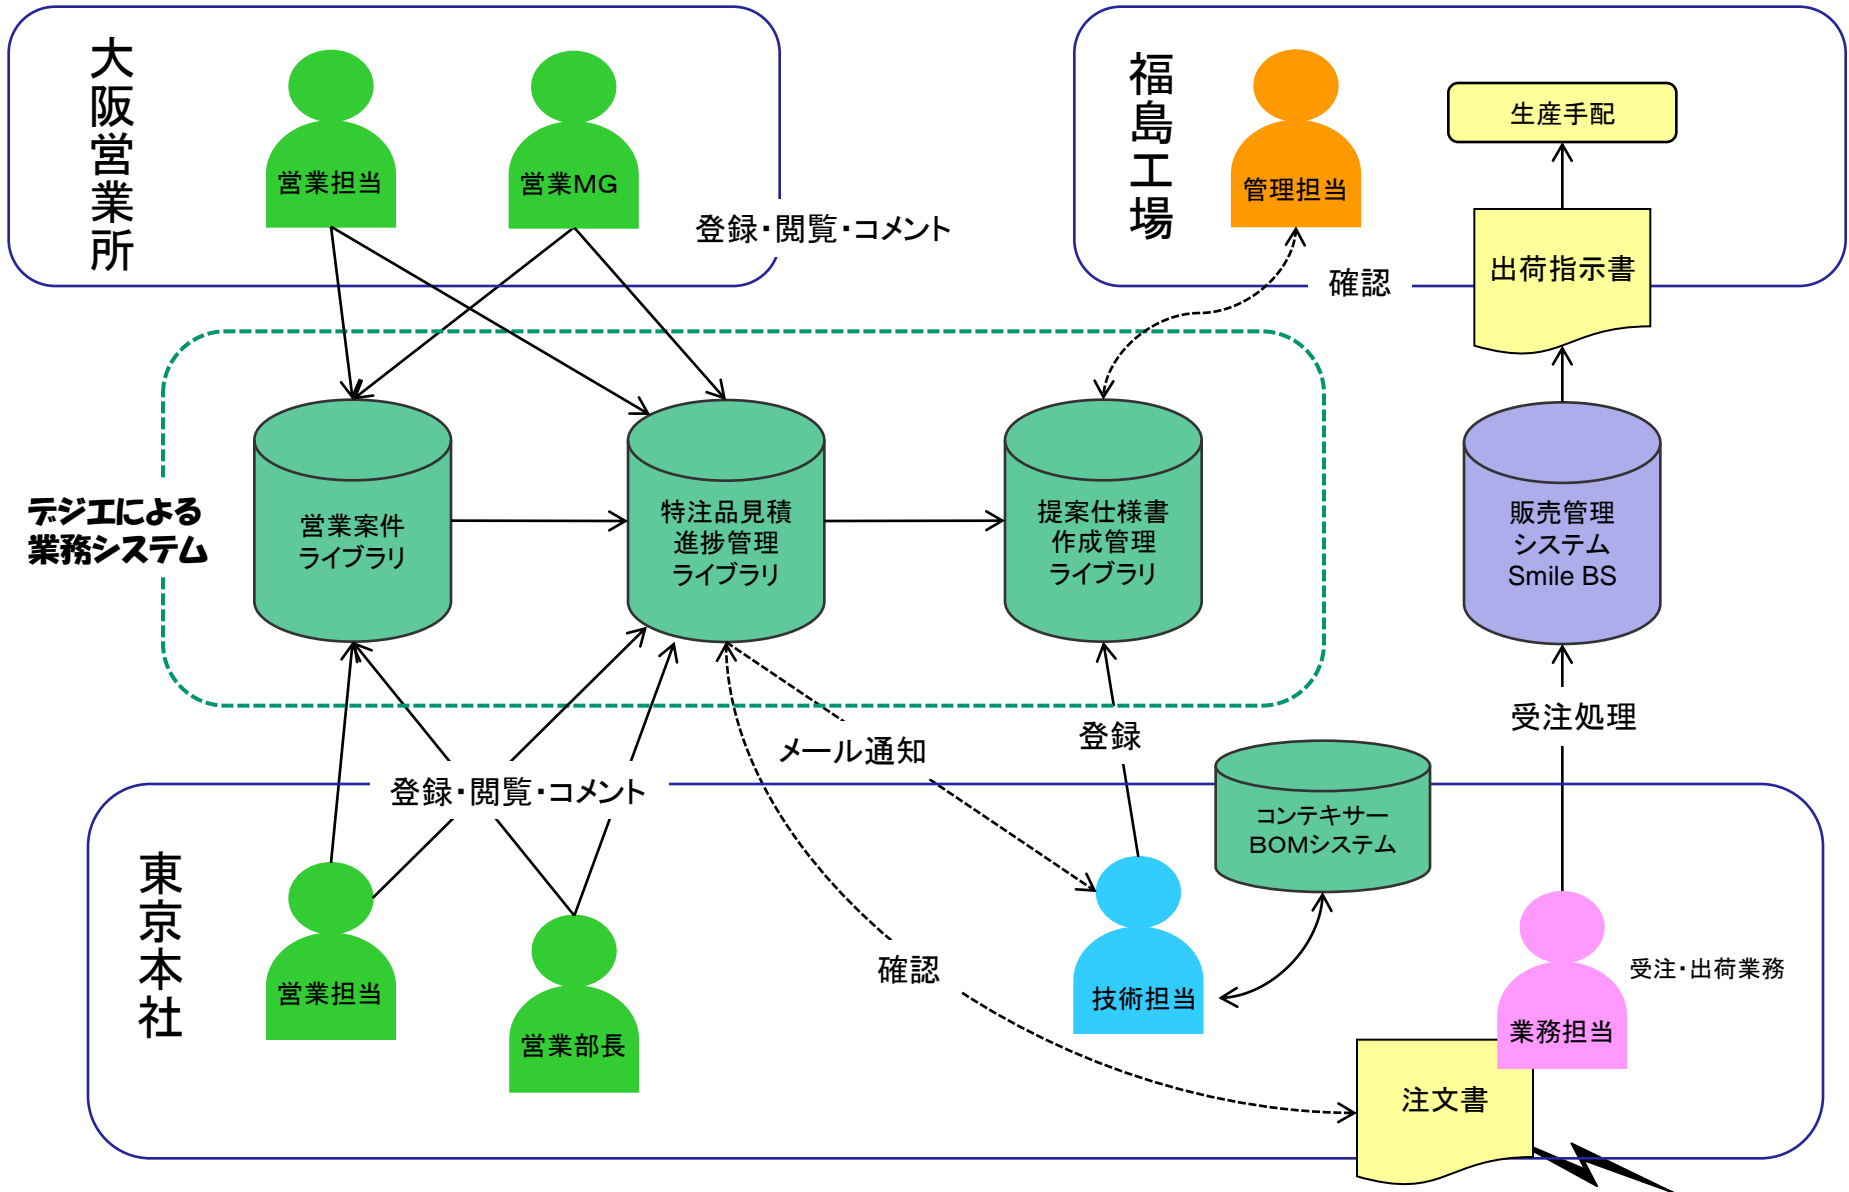 大阪営業所
営業担当
営業MG
登録・閲覧・コメント
福島工場
管理担当
生産手配
出荷指示書
確認
デジエによる
業務システム
営業案件
ライブラリ
特注品見積
進捗管理
ライブラリ
提案仕様書
作成管理
ライブラリ
販売管理
システム
Smile BS
受注処理
メール通知
登録
登録・閲覧・コメント
コンテキサー
BOMシステム
東京本社
営業担当
営業部長
確認
技術担当
受注・出荷業務
業務担当
注文書